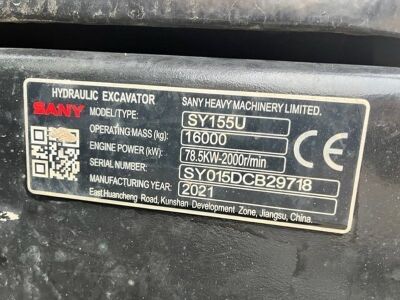 HYDRAULIC EXCAVATOR SANY HEAVY MACHINERY LIMITED.
SANY MODEL/TYPE: SY155U
OPERATING MASS (kg): 16000
ENGINE POWER (kW): 78.5KW-2000r/min
SERIAL NUMBER: SY015DCB29718
MANUFACTURING YEAR: 2021
CE
East Huancheng Road, Kunshan Development Zone, Jiangsu, China.